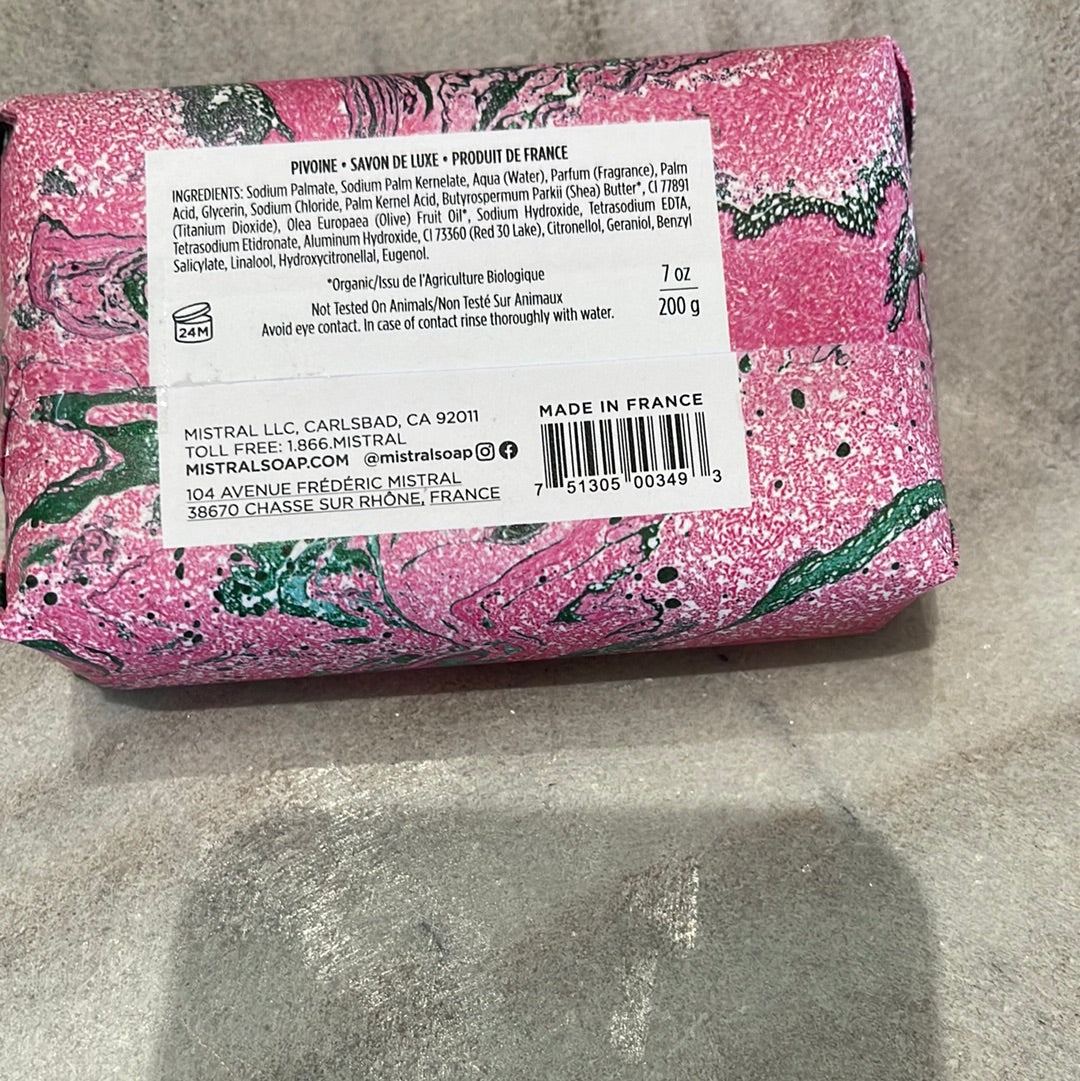 PIVOINE • SAVON DE LUXE • PRODUIT DE FRANCE
INGREDIENTS: Sodium Palmate, Sodium Palm Kernelate, Aqua (Water), Parfum (Fragrance), Palm
Acid, Glycerin, Sodium Chloride, Palm Kernel Acid, Butyrospermum Parkii (Shea) Butter*, CI 77891
(Titanium Dioxide), Olea Europaea (Olive) Fruit Oil*, Sodium Hydroxide, Tetrasodium EDTA,
Tetrasodium Etidronate, Aluminum Hydroxide, CI 73360 (Red 30 Lake), Citronellol, Geraniol, Benzyl
Salicylate, Linalool, Hydroxycitronellal, Eugenol.
*Organic/Issu de l'Agriculture Biologique
Not Tested On Animals/Non Testé Sur Animaux
Avoid eye contact. In case of contact rinse thoroughly with water.
24M
7 oz
200 g
MISTRAL LLC, CARLSBAD, CA 92011
TOLL FREE: 1.866.MISTRAL
MISTRALSOAP.COM @mistralsoap
104 AVENUE FRÉDÉRIC MISTRAL
38670 CHASSE SUR RHÔNE, FRANCE
MADE IN FRANCE
7 51305 00349 3